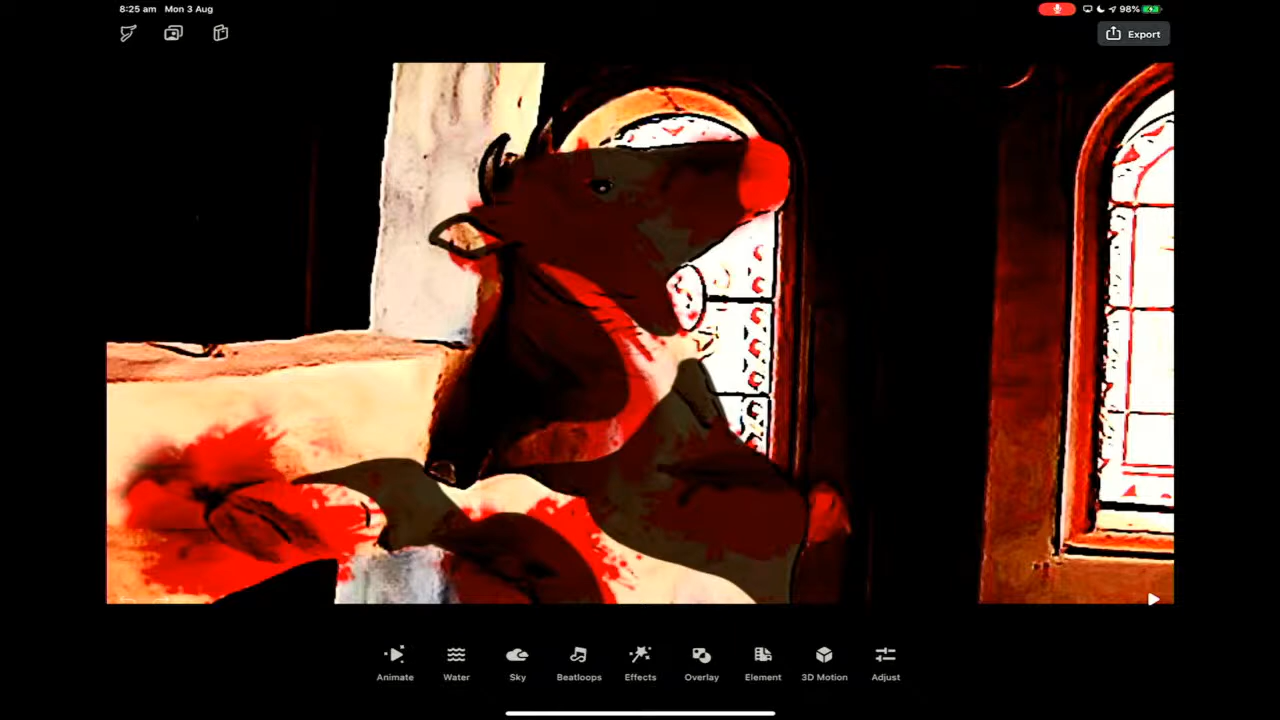 8:25 am Mon 3 Aug
98%
Export
Animate Water Sky Beatloops Effects Overlay Element 3D Motion Adjust